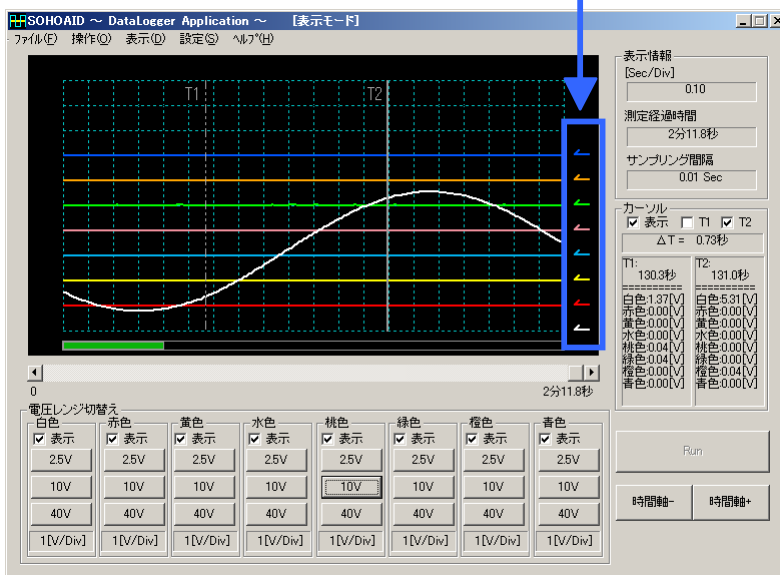 SOHOAID ～ DataLogger Application ～ [表示モード]
ファイル(F) 操作(O) 表示(D) 設定(S) ヘルプ(H)
T1 T2
0 2分11.8秒
表示情報
[Sec/Div]
0.10
測定経過時間
2分11.8秒
サンプリング間隔
0.01 Sec
カーソル
表示 T1 T2
ΔT = 0.73秒
T1:
130.3秒
==========
白色:1.37[V]
赤色:0.00[V]
黄色:0.00[V]
水色:0.00[V]
桃色:0.04[V]
緑色:0.04[V]
橙色:0.00[V]
青色:0.00[V]
T2:
131.0秒
==========
白色:5.31[V]
赤色:0.00[V]
黄色:0.00[V]
水色:0.00[V]
桃色:0.00[V]
緑色:0.00[V]
橙色:0.04[V]
青色:0.00[V]
電圧レンジ切替え
白色 赤色 黄色 水色 桃色 緑色 橙色 青色
表示 表示 表示 表示 表示 表示 表示 表示
2.5V 2.5V 2.5V 2.5V 2.5V 2.5V 2.5V 2.5V
10V 10V 10V 10V 10V 10V 10V 10V
40V 40V 40V 40V 40V 40V 40V 40V
1[V/Div] 1[V/Div] 1[V/Div] 1[V/Div] 1[V/Div] 1[V/Div] 1[V/Div] 1[V/Div]
Run
時間軸- 時間軸+